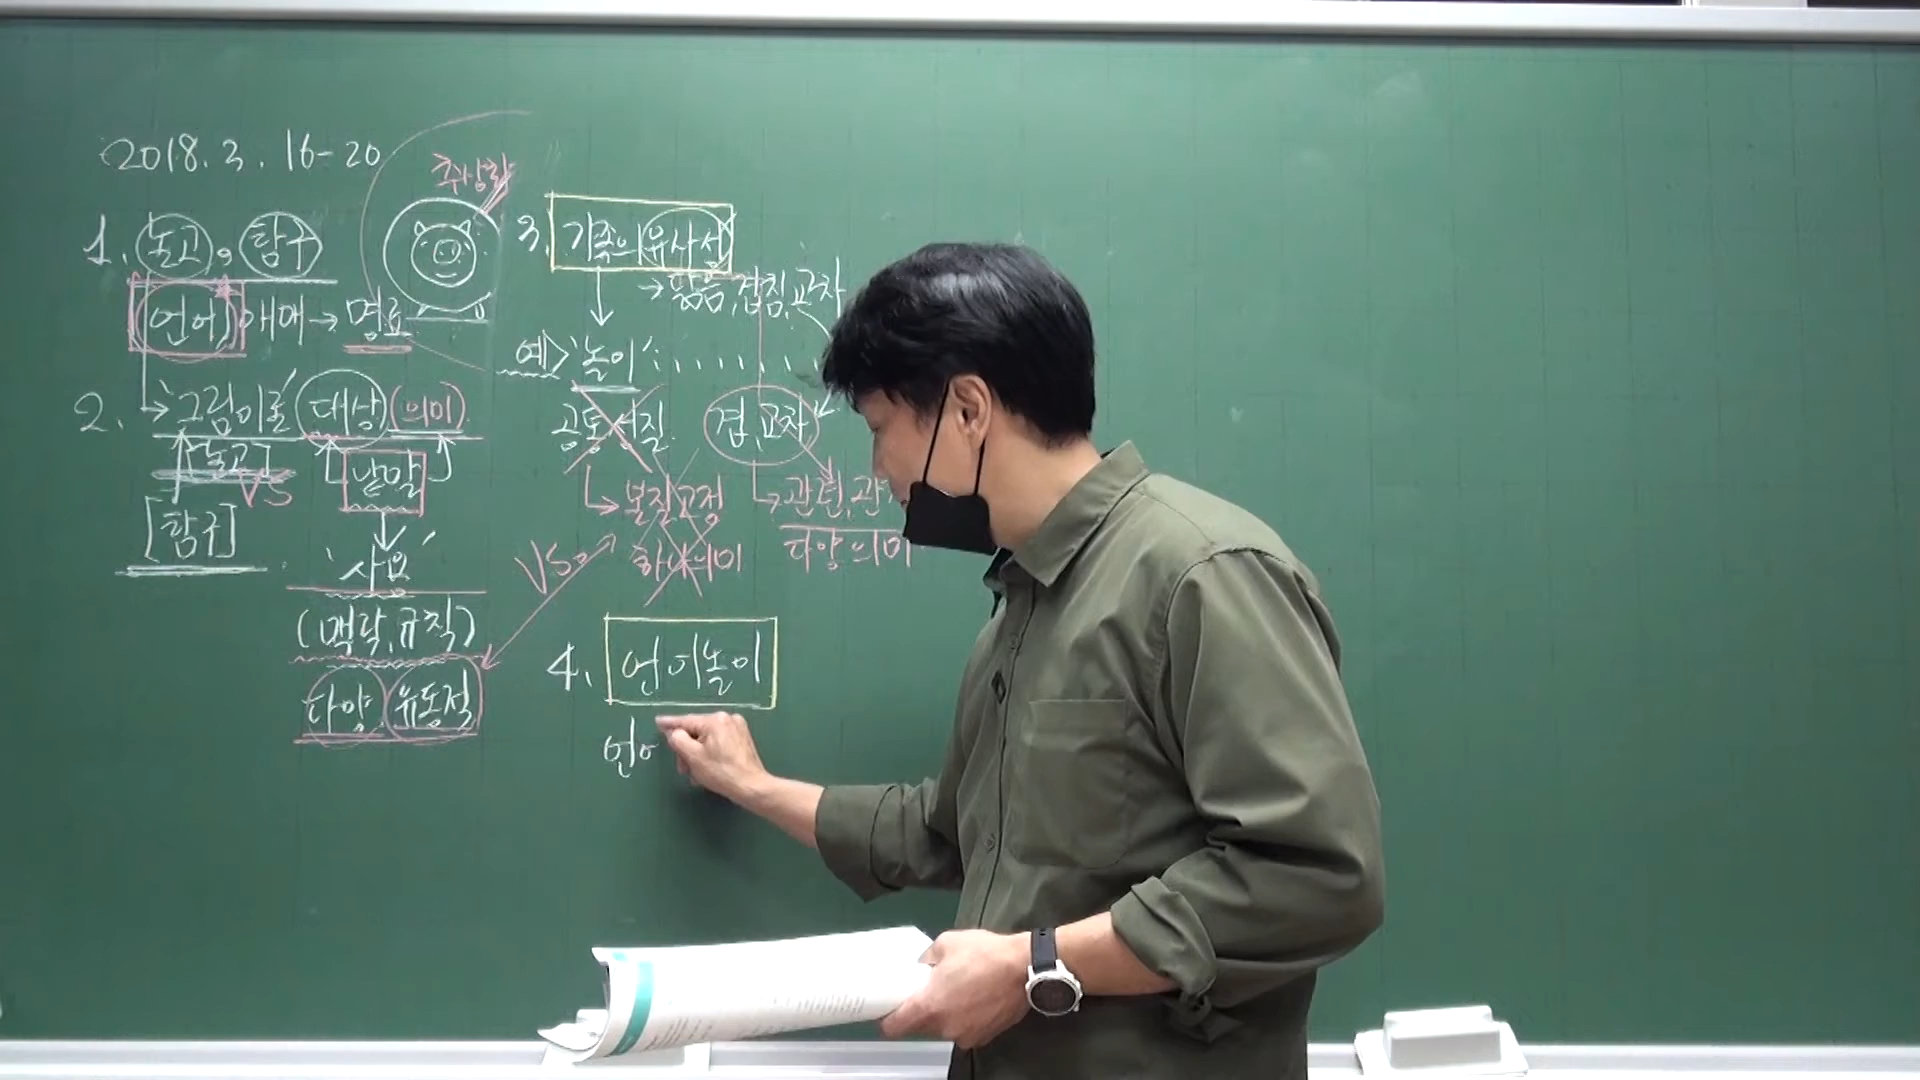 2018. 3. 16-20
추상화
1. 논고, 탐구
언어, 애매→명료
2. '그림이론' 대상 (의미)
[논고]
VS
낱말
[탐구]
'사용'
(맥락, 규칙)
다양 유동적
3. 가족의유사성
→닮음, 겹침, 교차
예>'놀이':
공통성질.
겹, 교차
본질고정
하나의미
관련, 관
다양의미
VS
4. 언어놀이
언어